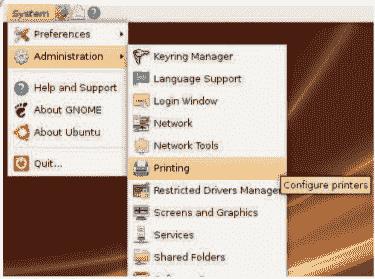 System
Preferences
Administration
Help and Support
About GNOME
About Ubuntu
Quit...
Keyring Manager
Language Support
Login Window
Network
Network Tools
Printing
Configure printers
Restricted Drivers Manager
Screens and Graphics
Services
Shared Folders